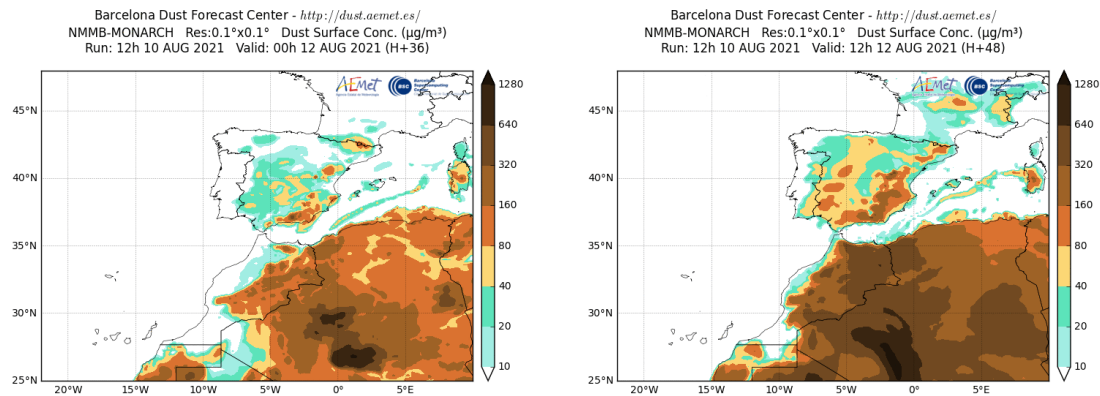 Barcelona Dust Forecast Center - http://dust.aemet.es/
NMMB-MONARCH   Res:0.1°x0.1°   Dust Surface Conc. (µg/m³)
Run: 12h 10 AUG 2021   Valid: 00h 12 AUG 2021 (H+36)
AEMet
BSC
Barcelona
Supercomputing
45°N
40°N
35°N
30°N
25°N
20°W
15°W
10°W
5°W
0°
5°E
1280
640
320
160
80
40
20
10
Barcelona Dust Forecast Center - http://dust.aemet.es/
NMMB-MONARCH   Res:0.1°x0.1°   Dust Surface Conc. (µg/m³)
Run: 12h 10 AUG 2021   Valid: 12h 12 AUG 2021 (H+48)
AEMet
BSC
Barcelona
Supercomputing
45°N
40°N
35°N
30°N
25°N
20°W
15°W
10°W
5°W
0°
5°E
1280
640
320
160
80
40
20
10